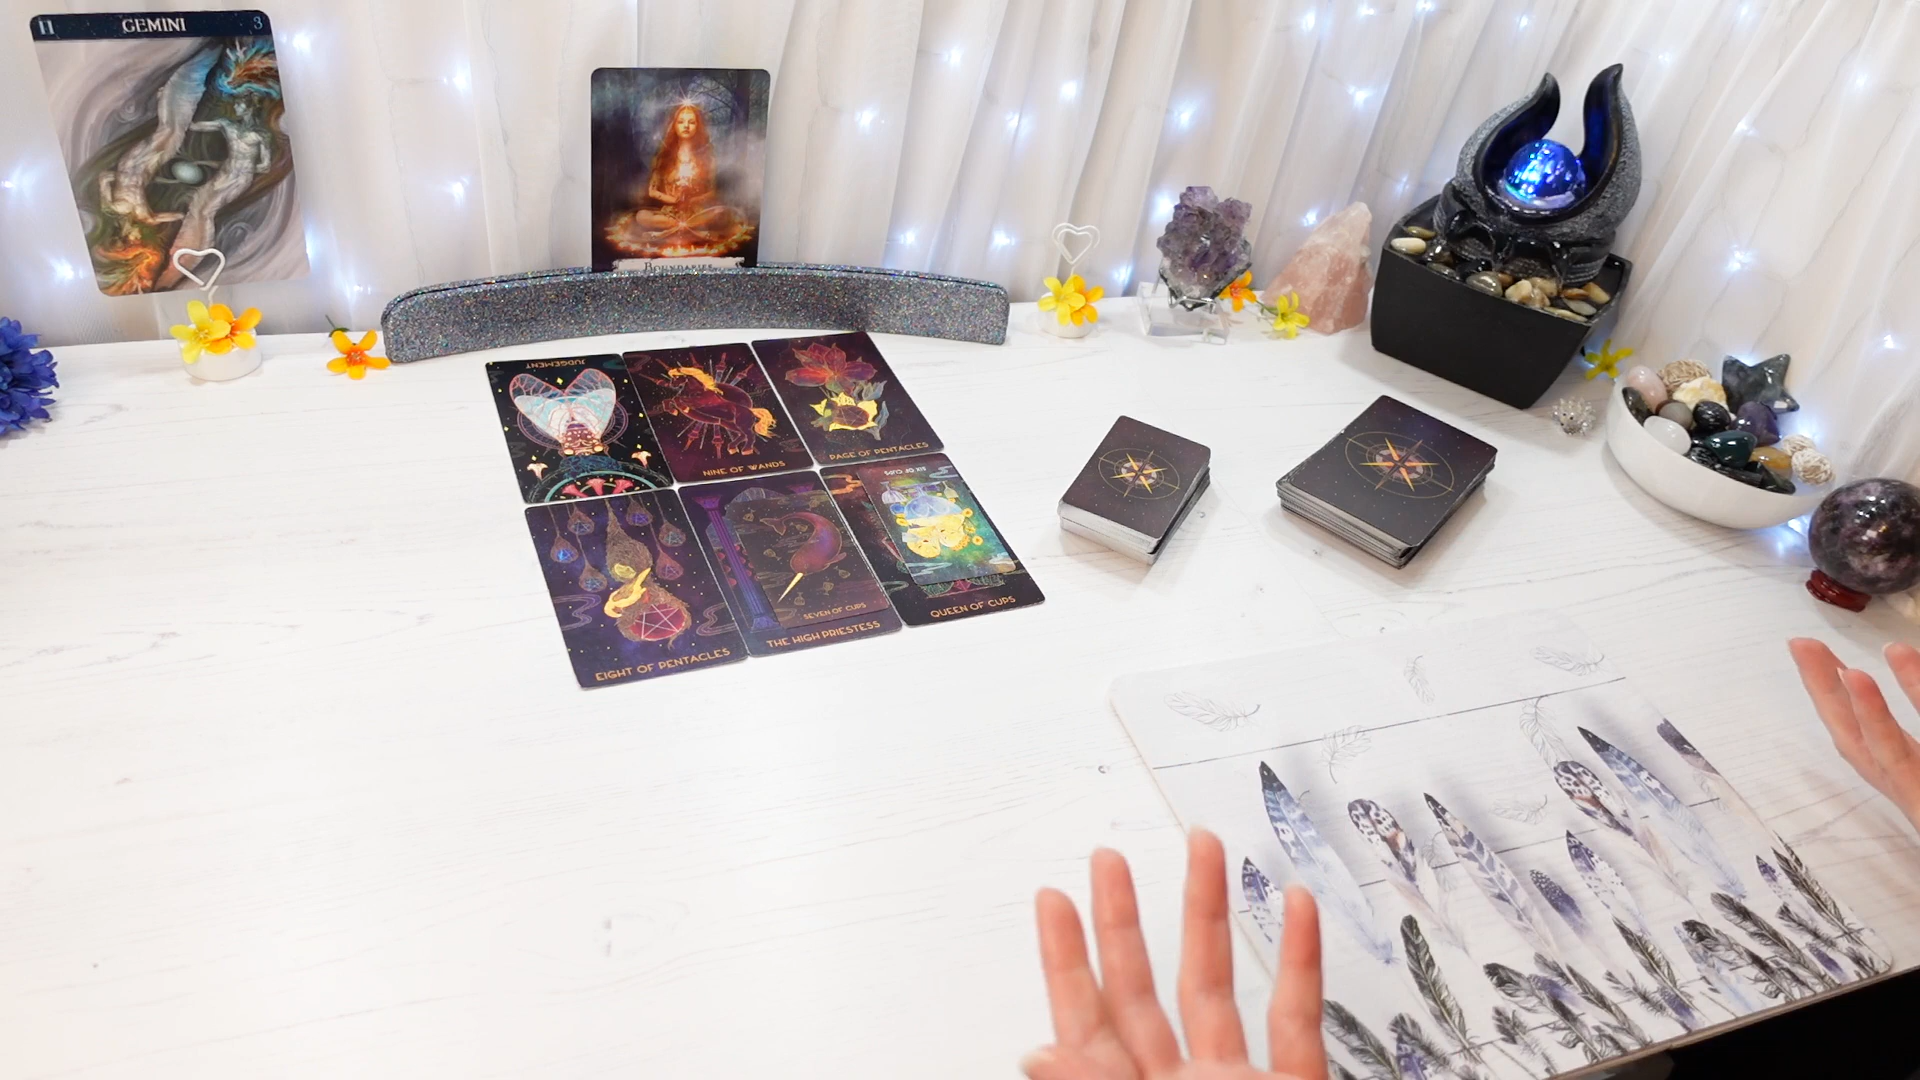 II GEMINI 3
BOUNDARIES
JUDGEMENT
NINE OF WANDS
PAGE OF PENTACLES
EIGHT OF PENTACLES
SEVEN OF CUPS
THE HIGH PRIESTESS
SIX OF CUPS
QUEEN OF CUPS